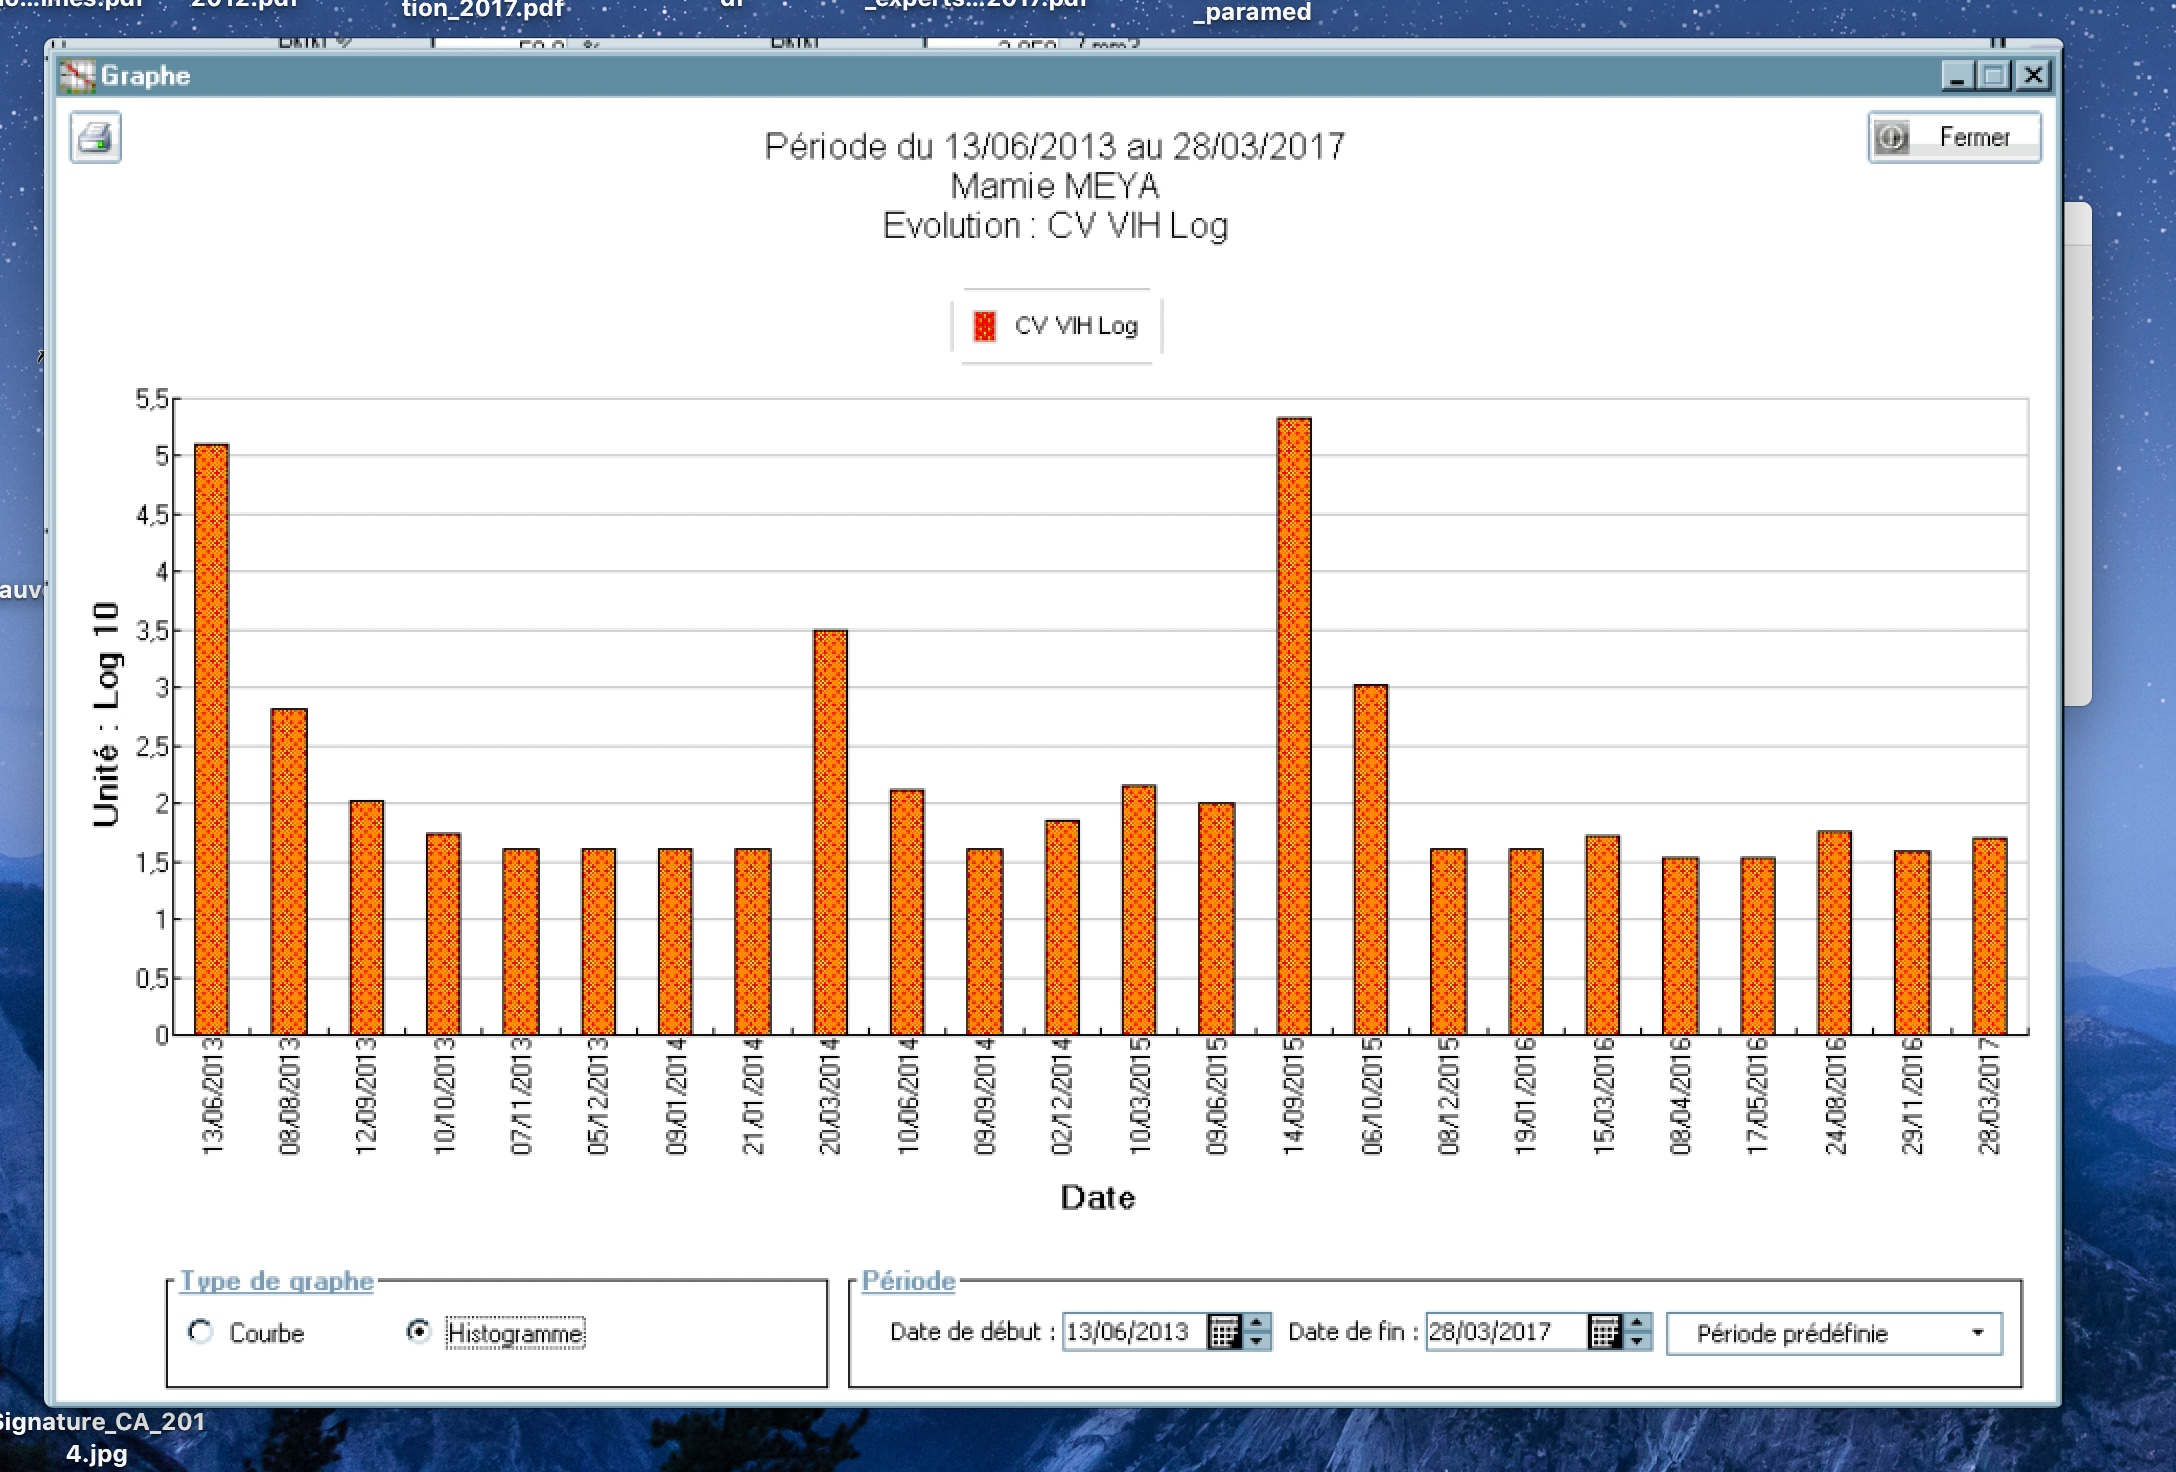 2012.pdf
tion_2017.pdf
_experts...2017.pdf
_paramed
Graphe
Fermer
Période du 13/06/2013 au 28/03/2017
Mamie MEYA
Evolution : CV VIH Log
CV VIH Log
5,5
5
4,5
4
3,5
3
2,5
2
1,5
1
0,5
0
Unité : Log 10
13/06/2013
08/08/2013
12/09/2013
10/10/2013
07/11/2013
05/12/2013
09/01/2014
21/01/2014
20/03/2014
10/06/2014
09/09/2014
02/12/2014
10/03/2015
09/06/2015
14/09/2015
06/10/2015
08/12/2015
19/01/2016
15/03/2016
08/04/2016
17/05/2016
24/08/2016
29/11/2016
28/03/2017
Date
Type de graphe
Courbe
Histogramme
Période
Date de début : 13/06/2013 Date de fin : 28/03/2017 Période prédéfinie
Signature_CA_201
4.jpg